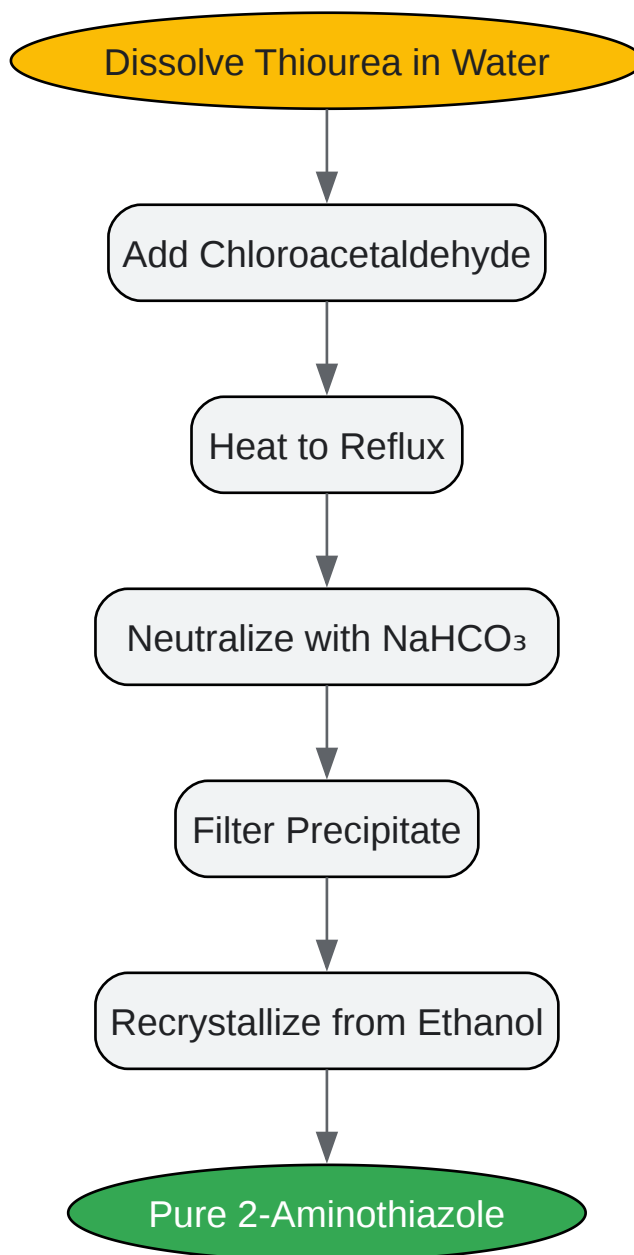 Dissolve Thiourea in Water
Add Chloroacetaldehyde
Heat to Reflux
Neutralize with NaHCO₃
Filter Precipitate
Recrystallize from Ethanol
Pure 2-Aminothiazole